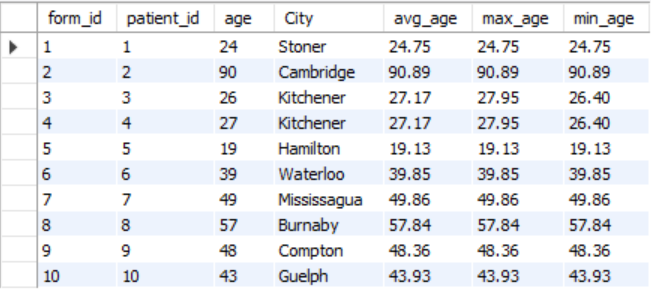 form_id patient_id age City avg_age max_age min_age
1 1 24 Stoner 24.75 24.75 24.75
2 2 90 Cambridge 90.89 90.89 90.89
3 3 26 Kitchener 27.17 27.95 26.40
4 4 27 Kitchener 27.17 27.95 26.40
5 5 19 Hamilton 19.13 19.13 19.13
6 6 39 Waterloo 39.85 39.85 39.85
7 7 49 Mississagua 49.86 49.86 49.86
8 8 57 Burnaby 57.84 57.84 57.84
9 9 48 Compton 48.36 48.36 48.36
10 10 43 Guelph 43.93 43.93 43.93